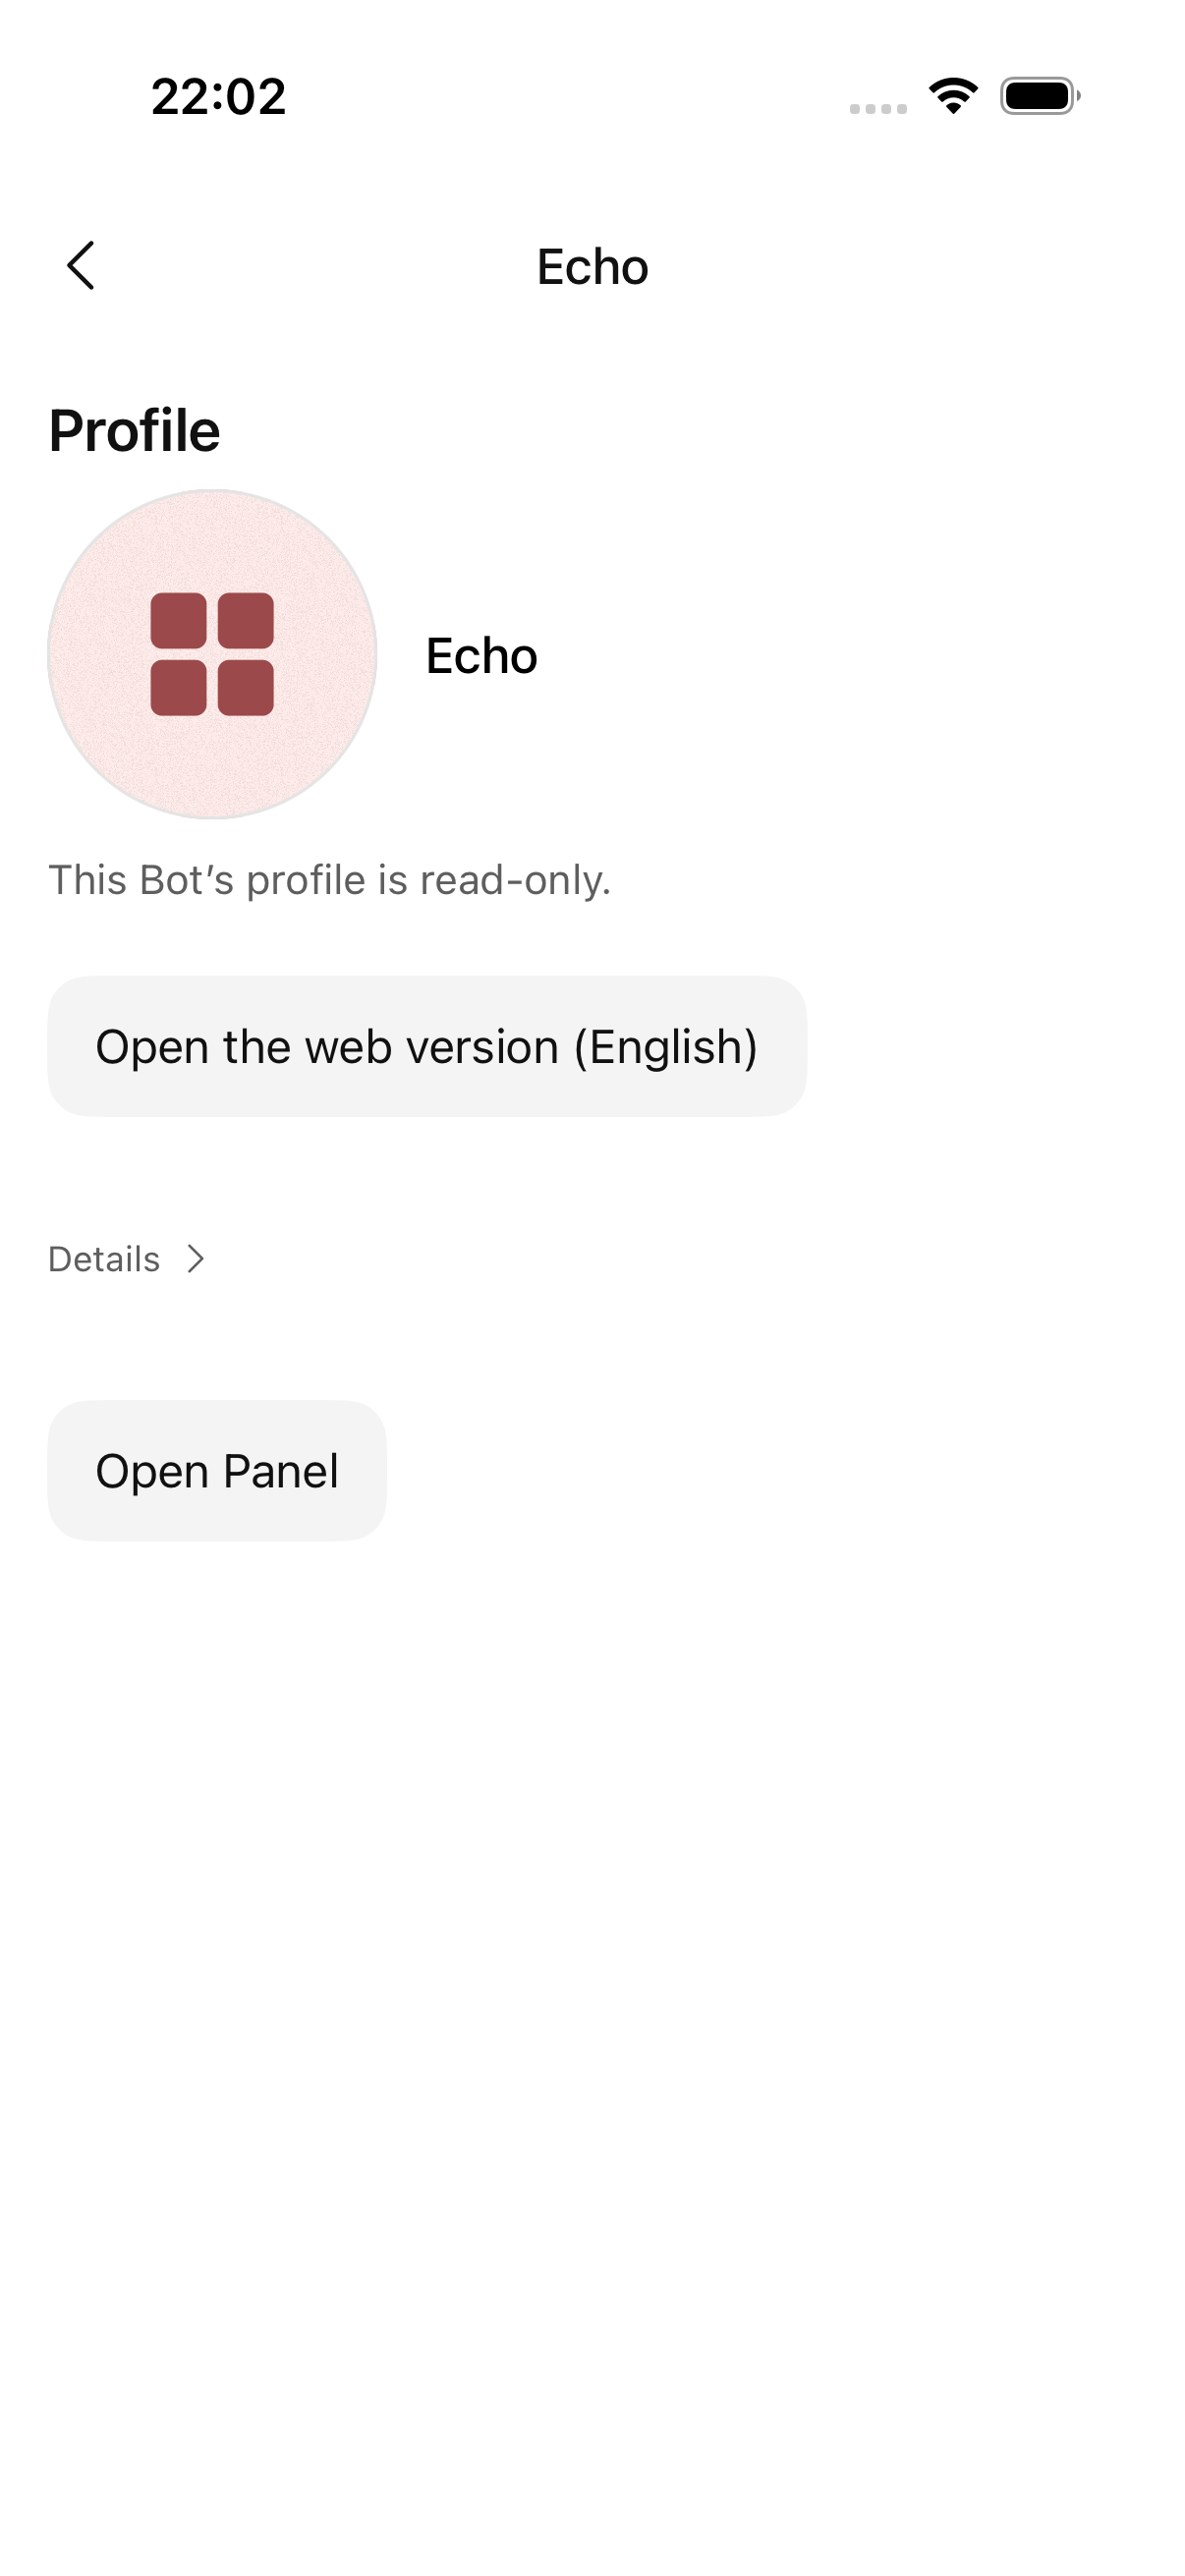 22:02
Echo
Profile
Echo
This Bot’s profile is read-only.
Open the web version (English)
Details
Open Panel